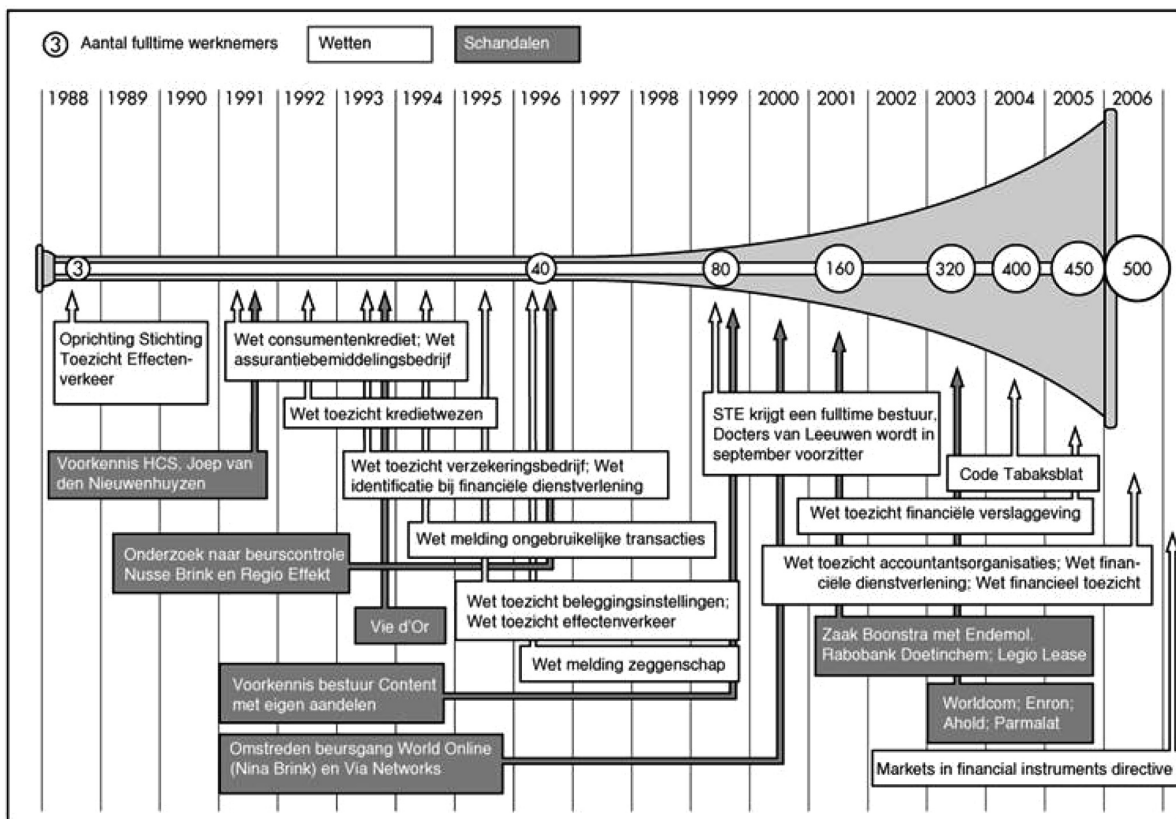 3 Aantal fulltime werknemers
Wetten
Schandalen
1988 1989 1990 1991 1992 1993 1994 1995 1996 1997 1998 1999 2000 2001 2002 2003 2004 2005 2006
3 40 80 160 320 400 450 500
Oprichting Stichting
Toezicht Effecten-
verkeer
Wet consumentenkrediet; Wet
assurantiebemiddelingsbedrijf
Wet toezicht kredietwezen
Voorkennis HCS, Joep van
den Nieuwenhuyzen
Wet toezicht verzekeringsbedrijf; Wet
identificatie bij financiële dienstverlening
STE krijgt een fulltime bestuur.
Docters van Leeuwen wordt in
september voorzitter
Code Tabaksblat
Wet toezicht financiële verslaggeving
Wet melding ongebruikelijke transacties
Onderzoek naar beurscontrole
Nusse Brink en Regio Effekt
Wet toezicht accountantsorganisaties; Wet finan-
ciële dienstverlening; Wet financieel toezicht
Wet toezicht beleggingsinstellingen;
Wet toezicht effectenverkeer
Vie d'Or
Zaak Boonstra met Endemol.
Rabobank Doetinchem; Legio Lease
Wet melding zeggenschap
Voorkennis bestuur Content
met eigen aandelen
Worldcom; Enron;
Ahold; Parmalat
Omstreden beursgang World Online
(Nina Brink) en Via Networks
Markets in financial instruments directive